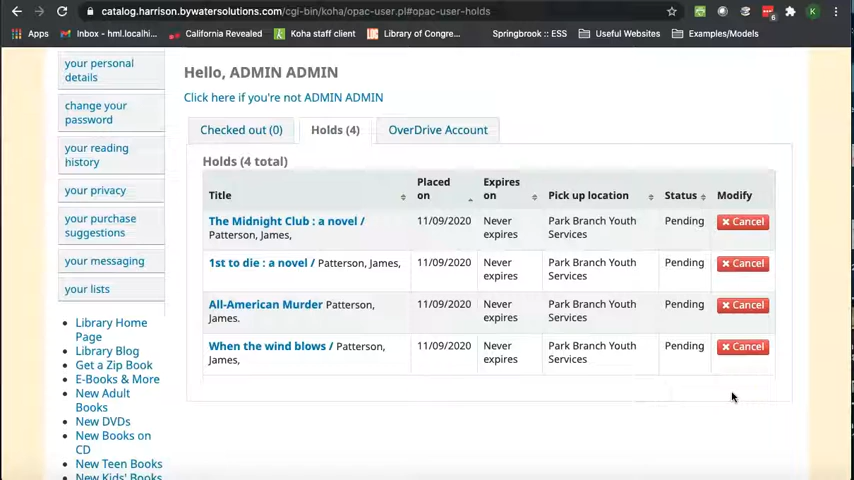 catalog.harrison.bywatersolutions.com/cgi-bin/koha/opac-user.pl#opac-user-holds
Apps
Inbox - hml.localhi...
California Revealed
Koha staff client
Library of Congre...
Springbrook :: ESS
Useful Websites
Examples/Models
6
K
your personal
details
change your
password
your reading
history
your privacy
your purchase
suggestions
your messaging
your lists
Library Home
Page
Library Blog
Get a Zip Book
E-Books & More
New Adult
Books
New DVDs
New Books on
CD
New Teen Books
New Kids' Books
Hello, ADMIN ADMIN
Click here if you're not ADMIN ADMIN
Checked out (0)
Holds (4)
OverDrive Account
Holds (4 total)
Title
Placed
on
Expires
on
Pick up location
Status
Modify
The Midnight Club : a novel /
Patterson, James,
11/09/2020
Never
expires
Park Branch Youth
Services
Pending
Cancel
1st to die : a novel / Patterson, James,
11/09/2020
Never
expires
Park Branch Youth
Services
Pending
Cancel
All-American Murder Patterson,
James.
11/09/2020
Never
expires
Park Branch Youth
Services
Pending
Cancel
When the wind blows / Patterson,
James,
11/09/2020
Never
expires
Park Branch Youth
Services
Pending
Cancel